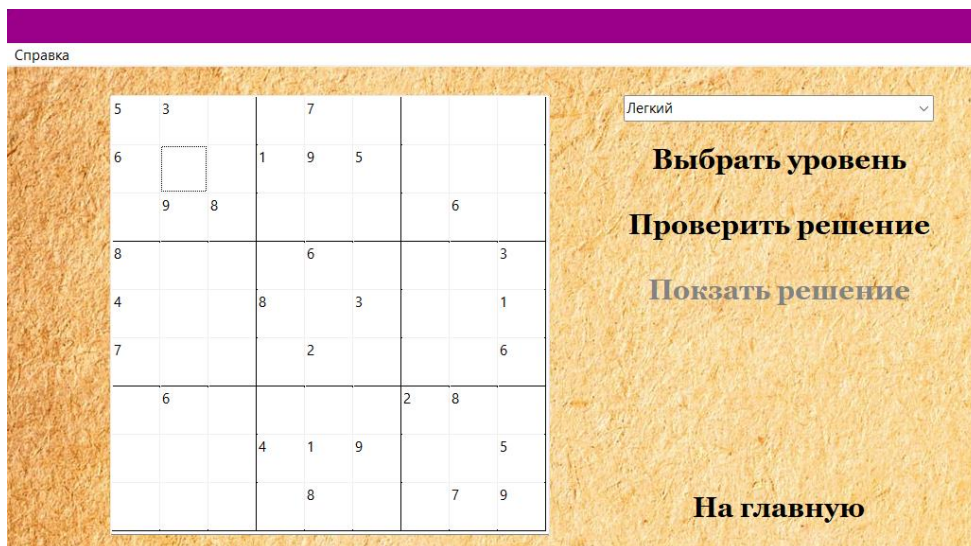 Справка
5 3 7
Легкий
6 1 9 5
Выбрать уровень
9 8 6
Проверить решение
8 6 3
Покзать решение
4 8 3 1
7 2 6
6 2 8
4 1 9 5
8 7 9
На главную